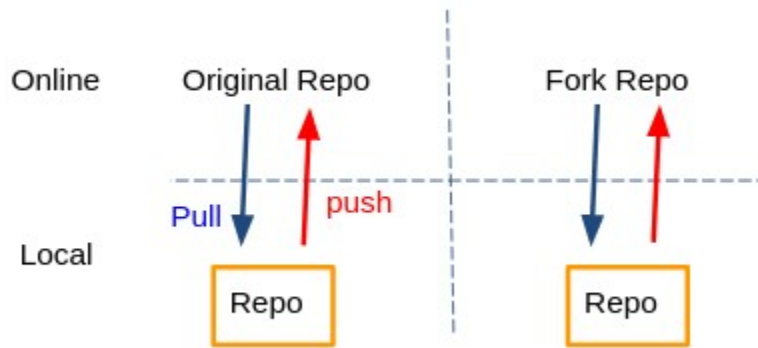 Online
Original Repo
Fork Repo
Pull
push
Local
Repo
Repo